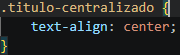 .titulo-centralizado {
    text-align: center;
}